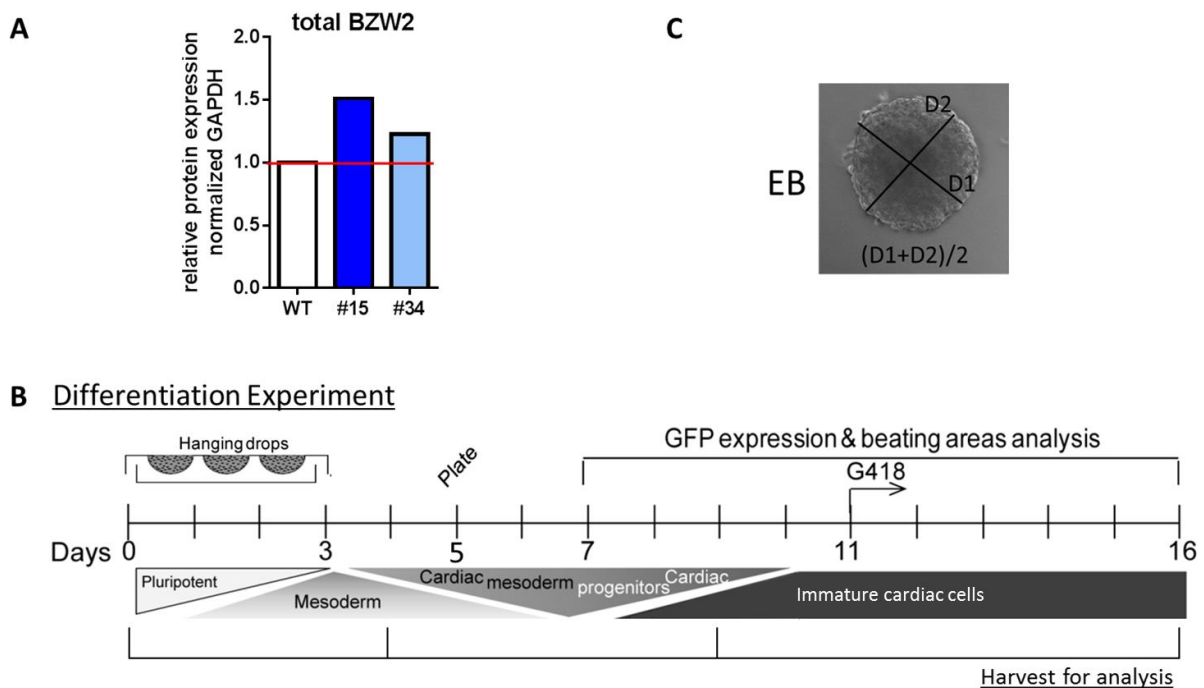 A
total BZW2
relative protein expression
normalized GAPDH
2.0
1.5
1.0
0.5
0.0
WT #15 #34
C
EB
D2
D1
(D1+D2)/2
B Differentiation Experiment
Hanging drops
Plate
GFP expression & beating areas analysis
G418
Days 0 3 5 7 11 16
Pluripotent
Mesoderm
Cardiac mesoderm
progenitors Cardiac
Immature cardiac cells
Harvest for analysis